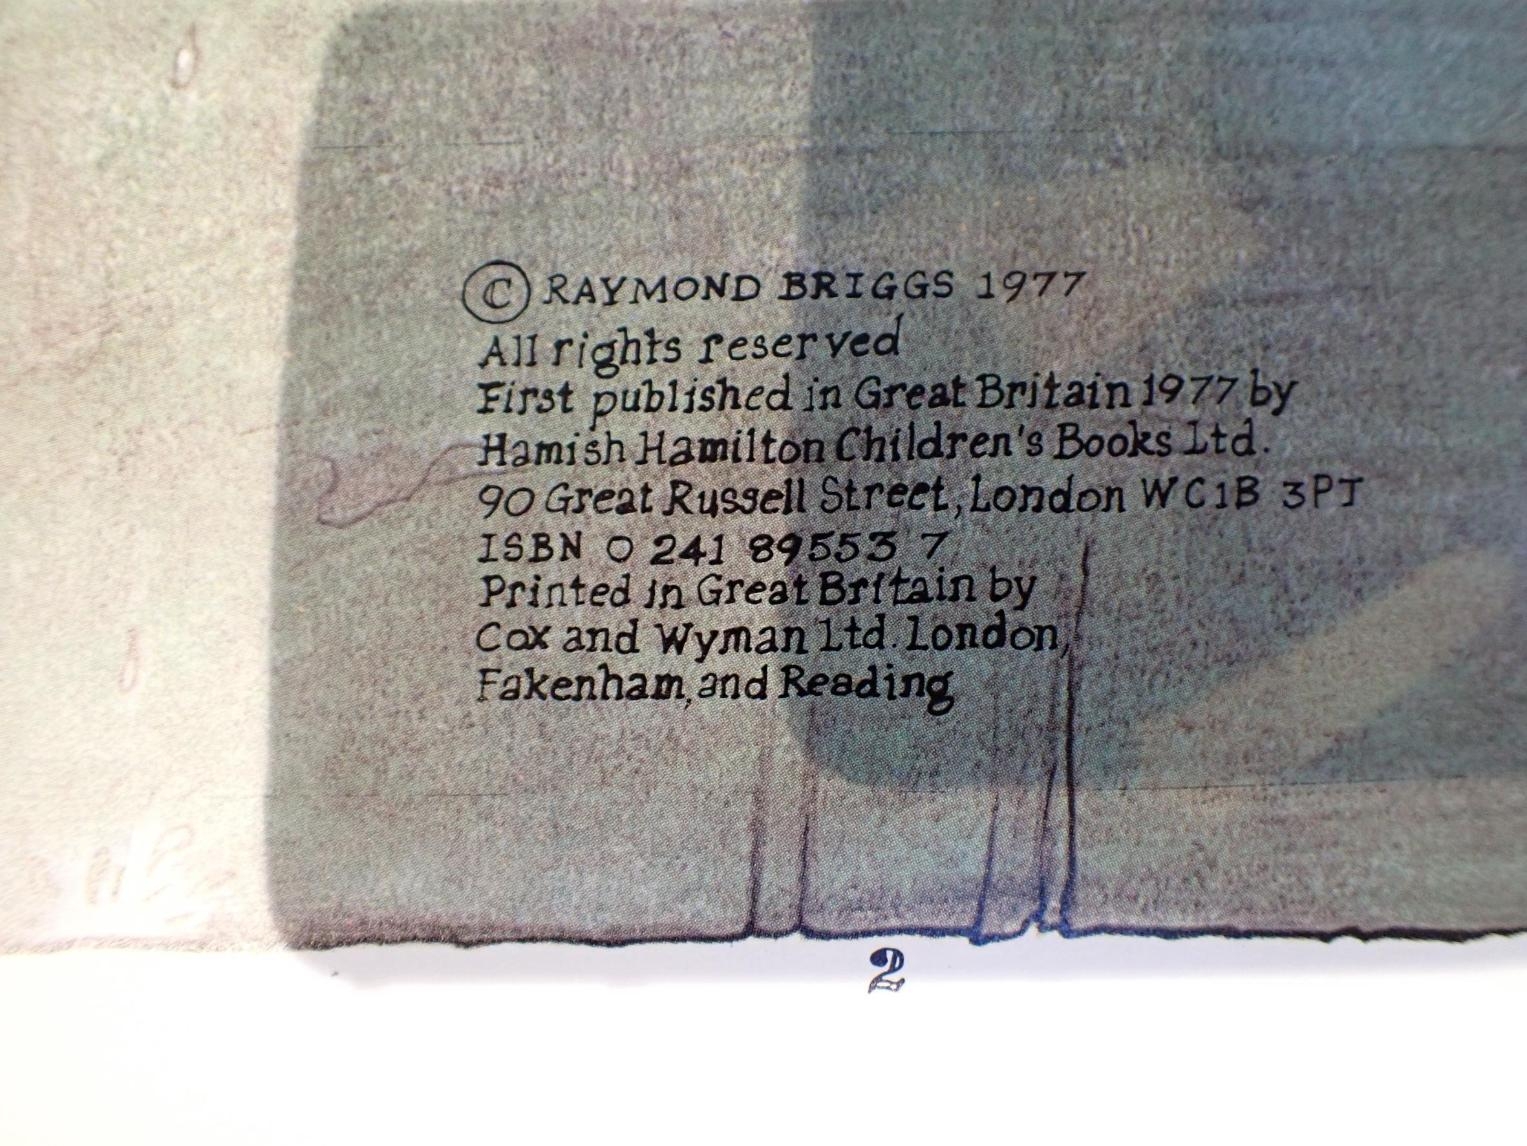 © RAYMOND BRIGGS 1977
All rights reserved
First published in Great Britain 1977 by
Hamish Hamilton Children's Books Ltd.
90 Great Russell Street, London WC1B 3PT
ISBN 0 241 89553 7
Printed in Great Britain by
Cox and Wyman Ltd. London,
Fakenham, and Reading
2